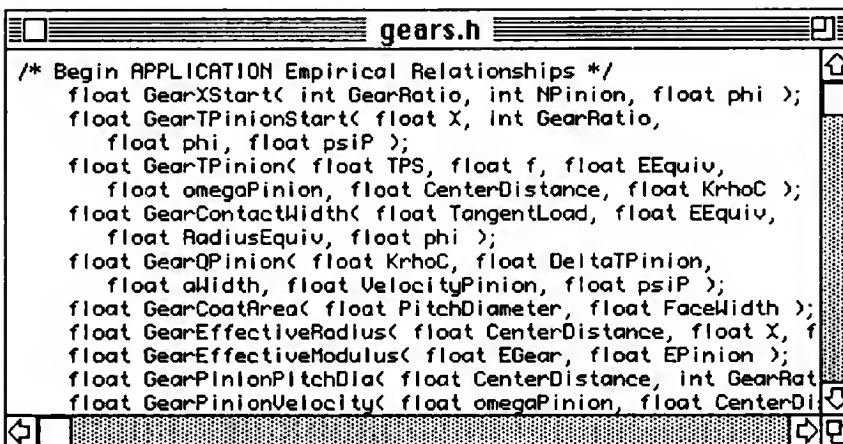 gears.h
/* Begin APPLICATION Empirical Relationships */
float GearXStart( int GearRatio, int NPinion, float phi );
float GearTPinionStart( float X, int GearRatio,
float phi, float psiP );
float GearTPinion( float TPS, float f, float EEquiv,
float omegaPinion, float CenterDistance, float KrhoC );
float GearContactWidth( float TangentLoad, float EEquiv,
float RadiusEquiv, float phi );
float GearQPinion( float KrhoC, float DeltaTPinion,
float aWidth, float VelocityPinion, float psiP );
float GearCoatArea( float PitchDiameter, float FaceWidth );
float GearEffectiveRadius( float CenterDistance, float X, f
float GearEffectiveModulus( float EGear, float EPinion );
float GearPinionPitchDia( float CenterDistance, int GearRat
float GearPinionVelocity( float omegaPinion, float CenterDi